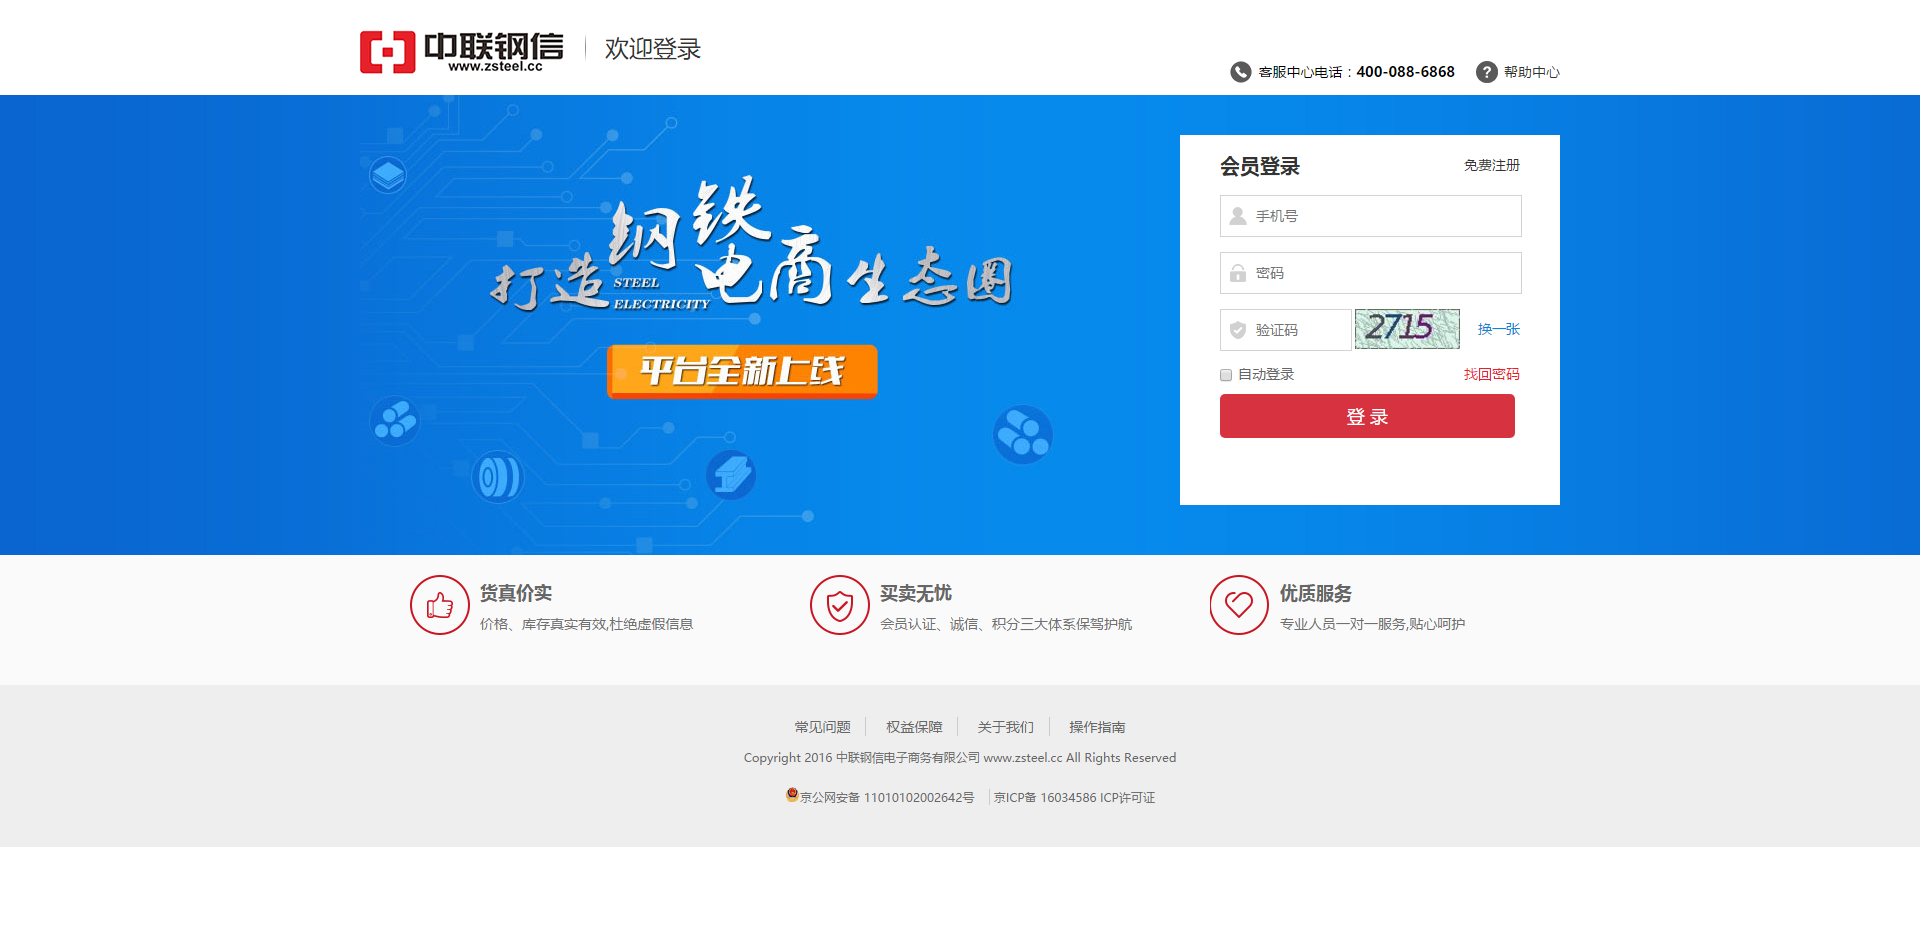 中联钢信
www.zsteel.cc
欢迎登录
客服中心电话：400-088-6868
帮助中心
打造钢铁电商生态圈
STEEL
ELECTRICITY
平台全新上线
会员登录
免费注册
手机号
密码
验证码
2715
换一张
自动登录
找回密码
登 录
货真价实
价格、库存真实有效,杜绝虚假信息
买卖无忧
会员认证、诚信、积分三大体系保驾护航
优质服务
专业人员一对一服务,贴心呵护
常见问题
权益保障
关于我们
操作指南
Copyright 2016 中联钢信电子商务有限公司 www.zsteel.cc All Rights Reserved
京公网安备 11010102002642号
京ICP备 16034586 ICP许可证